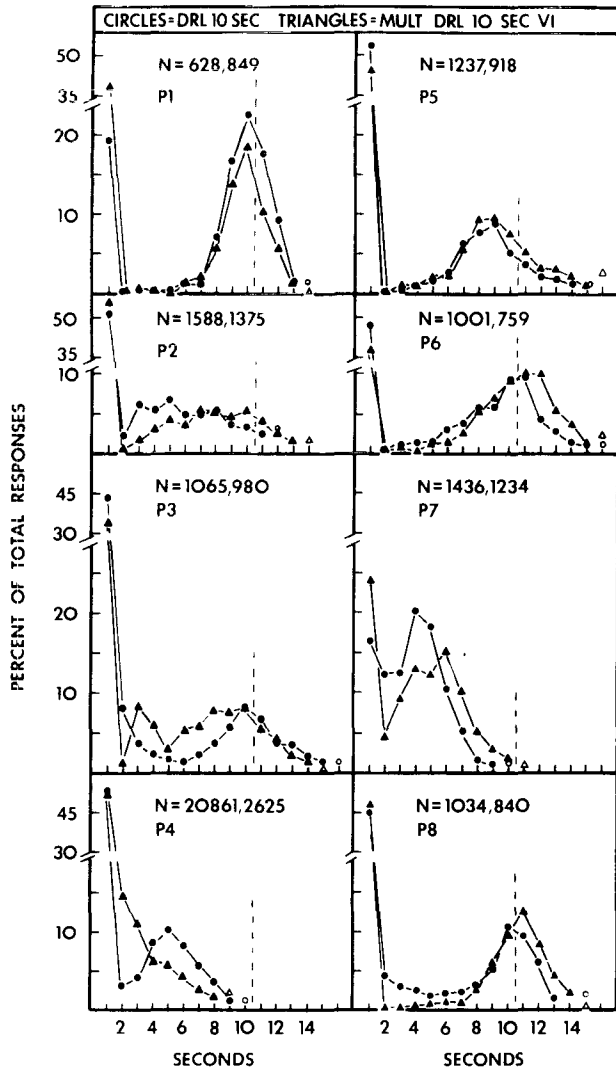 CIRCLES=DRL 10 SEC TRIANGLES=MULT DRL 10 SEC VI
PERCENT OF TOTAL RESPONSES
50
35
20
10
N=628,849
P1
N=1237,918
P5
50
35
10
N=1588,1375
P2
N=1001,759
P6
45
30
20
10
N=1065,980
P3
N=1436,1234
P7
45
30
10
N=20861,2625
P4
N=1034,840
P8
2 4 6 8 10 12 14
2 4 6 8 10 12 14
SECONDS
SECONDS